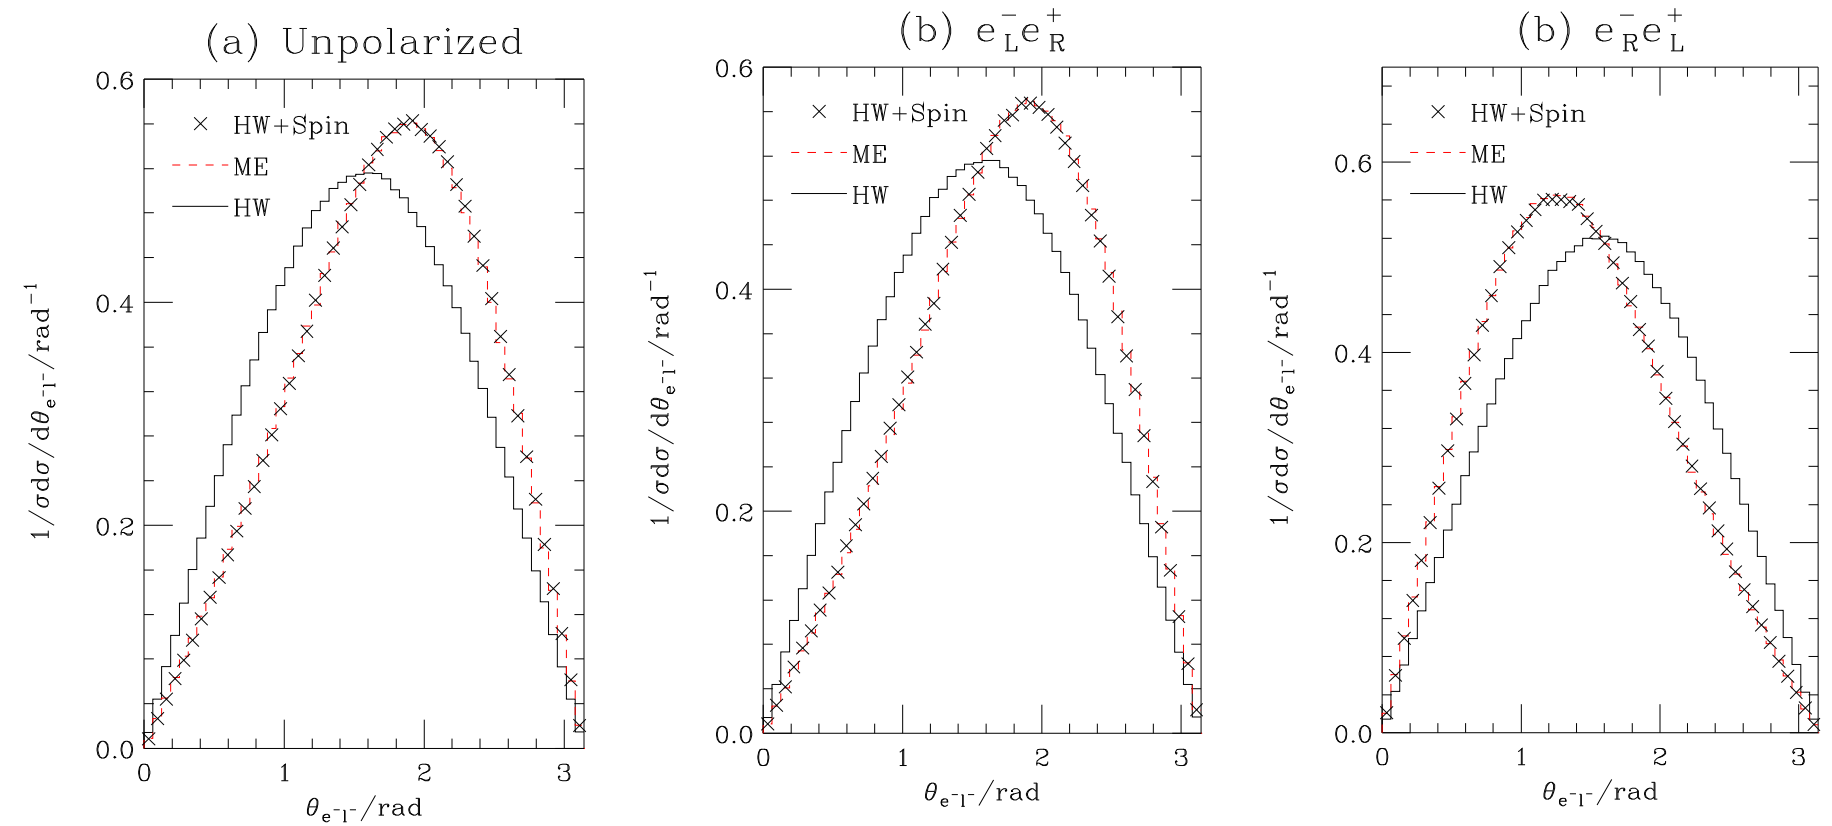 (a) Unpolarized
0.6
0.4
0.2
0.0
0 1 2 3
1/σdσ/dθe⁻l⁻/rad⁻¹
θe⁻l⁻/rad
HW+Spin
ME
HW
(b) e⁻Le⁺R
0.6
0.4
0.2
0.0
0 1 2 3
1/σdσ/dθe⁻l⁻/rad⁻¹
θe⁻l⁻/rad
HW+Spin
ME
HW
(b) e⁻Re⁺L
0.6
0.4
0.2
0.0
0 1 2 3
1/σdσ/dθe⁻l⁻/rad⁻¹
θe⁻l⁻/rad
HW+Spin
ME
HW